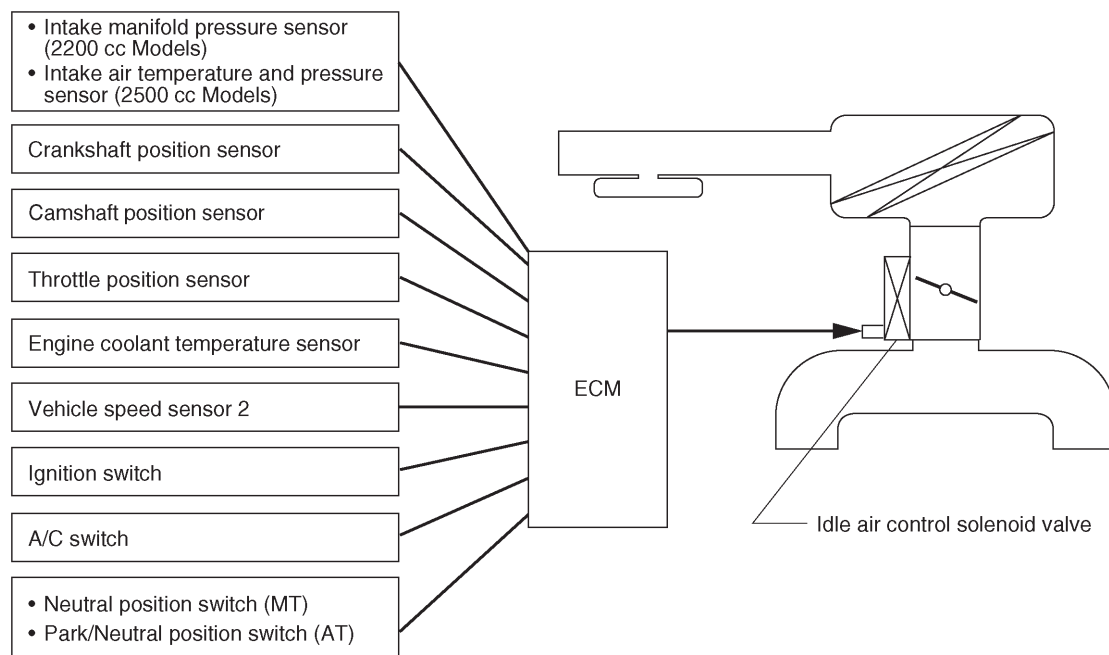 • Intake manifold pressure sensor
(2200 cc Models)
• Intake air temperature and pressure
sensor (2500 cc Models)
Crankshaft position sensor
Camshaft position sensor
Throttle position sensor
Engine coolant temperature sensor
Vehicle speed sensor 2
Ignition switch
A/C switch
• Neutral position switch (MT)
• Park/Neutral position switch (AT)
ECM
Idle air control solenoid valve